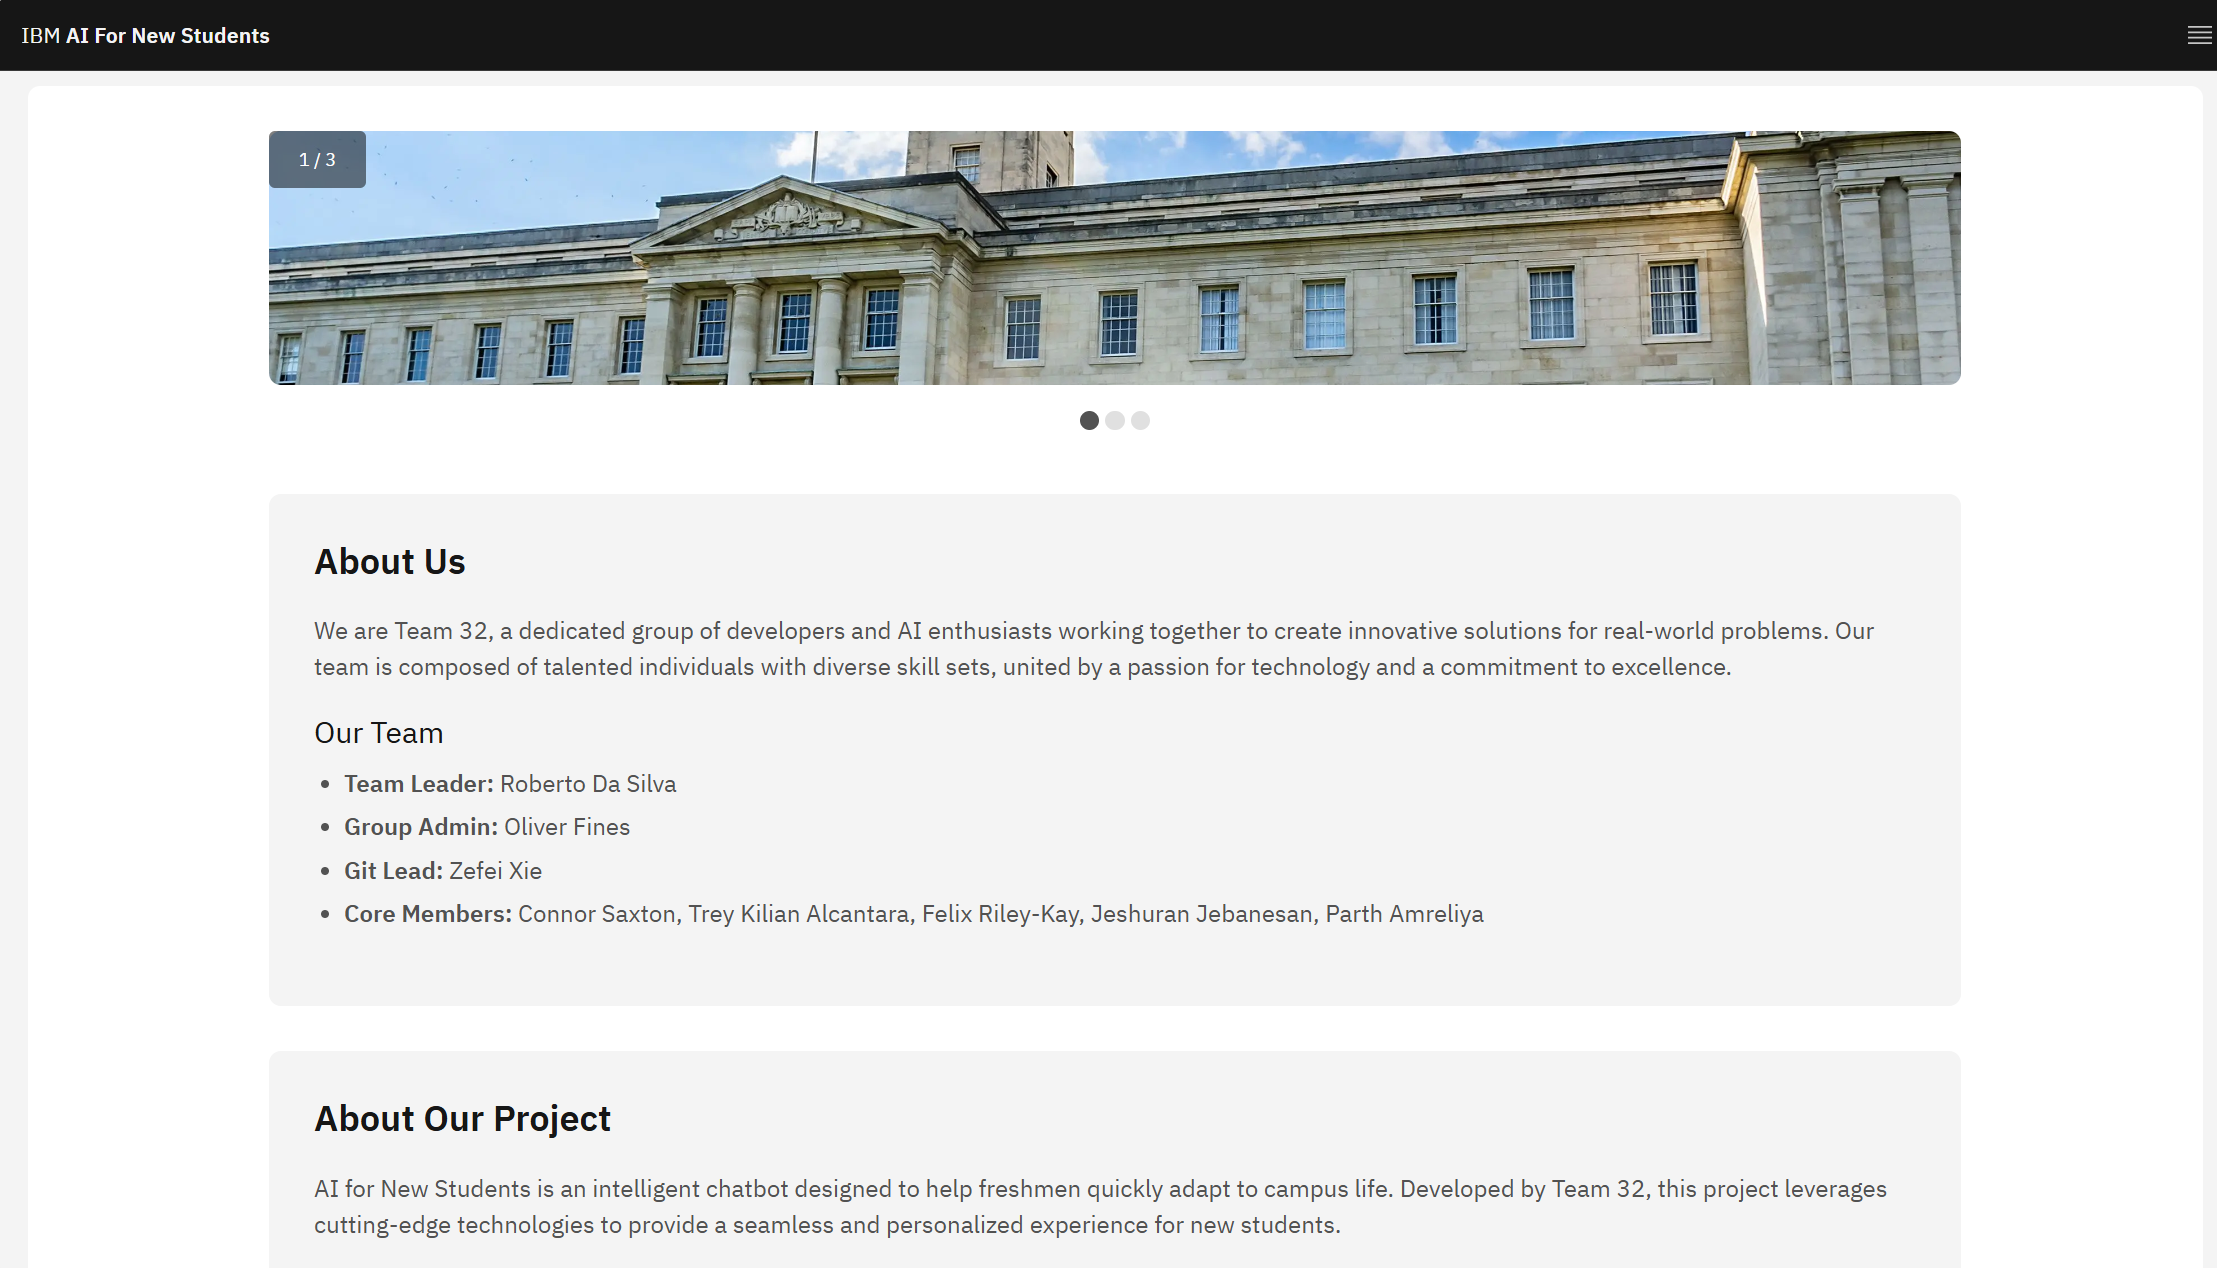 IBM AI For New Students
1 / 3
About Us
We are Team 32, a dedicated group of developers and AI enthusiasts working together to create innovative solutions for real-world problems. Our
team is composed of talented individuals with diverse skill sets, united by a passion for technology and a commitment to excellence.
Our Team
• Team Leader: Roberto Da Silva
• Group Admin: Oliver Fines
• Git Lead: Zefei Xie
• Core Members: Connor Saxton, Trey Kilian Alcantara, Felix Riley-Kay, Jeshuran Jebanesan, Parth Amreliya
About Our Project
AI for New Students is an intelligent chatbot designed to help freshmen quickly adapt to campus life. Developed by Team 32, this project leverages
cutting-edge technologies to provide a seamless and personalized experience for new students.